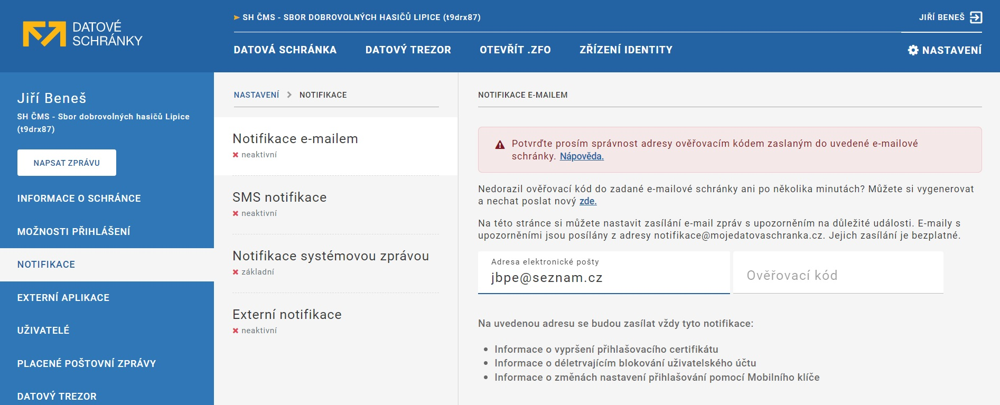 DATOVÉ
SCHRÁNKY
SH ČMS - SBOR DOBROVOLNÝCH HASIČŮ LIPICE (t9drx87)
JIŘÍ BENEŠ
DATOVÁ SCHRÁNKA
DATOVÝ TREZOR
OTEVŘÍT .ZFO
ZŘÍZENÍ IDENTITY
NASTAVENÍ
Jiří Beneš
SH ČMS - Sbor dobrovolných hasičů Lipice
(t9drx87)
NAPSAT ZPRÁVU
INFORMACE O SCHRÁNCE
MOŽNOSTI PŘIHLÁŠENÍ
NOTIFIKACE
EXTERNÍ APLIKACE
UŽIVATELÉ
PLACENÉ POŠTOVNÍ ZPRÁVY
DATOVÝ TREZOR
NASTAVENÍ > NOTIFIKACE
Notifikace e-mailem
neaktivní
SMS notifikace
neaktivní
Notifikace systémovou zprávou
základní
Externí notifikace
neaktivní
NOTIFIKACE E-MAILEM
Potvrďte prosím správnost adresy ověřovacím kódem zaslaným do uvedené e-mailové
schránky. Nápověda.
Nedorazil ověřovací kód do zadané e-mailové schránky ani po několika minutách? Můžete si vygenerovat
a nechat poslat nový zde.
Na této stránce si můžete nastavit zasílání e-mail zpráv s upozorněním na důležité události. E-maily s
upozorněními jsou posílány z adresy notifikace@mojedatovaschranka.cz. Jejich zasílání je bezplatné.
Adresa elektronické pošty
jbpe@seznam.cz
Ověřovací kód
Na uvedenou adresu se budou zasílat vždy tyto notifikace:
• Informace o vypršení přihlašovacího certifikátu
• Informace o déletrvajícím blokování uživatelského účtu
• Informace o změnách nastavení přihlašování pomocí Mobilního klíče